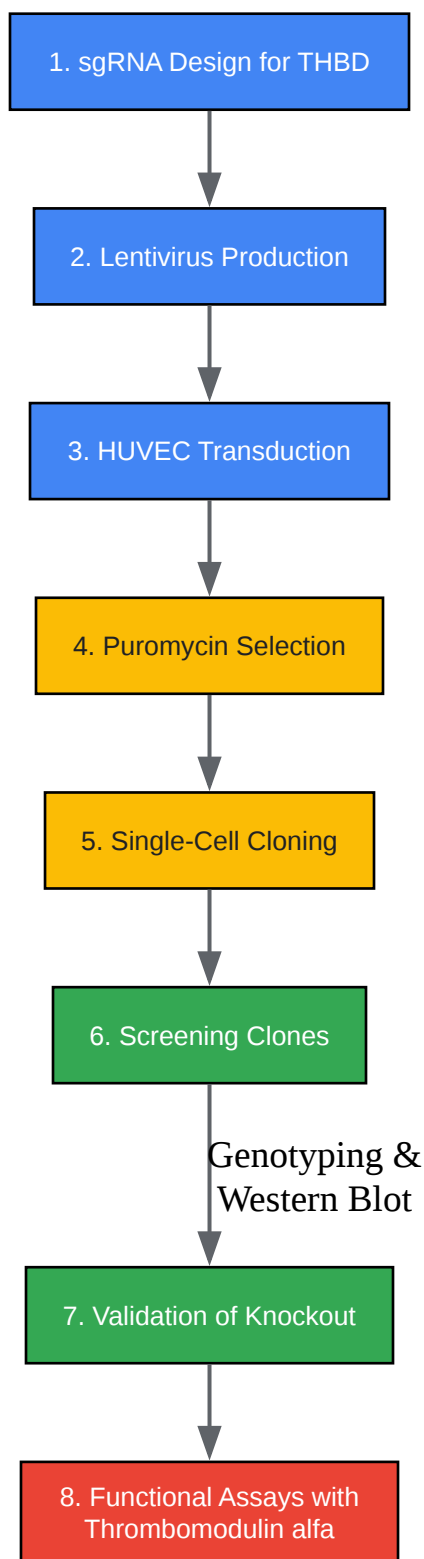 1. sgRNA Design for THBD
2. Lentivirus Production
3. HUVEC Transduction
4. Puromycin Selection
5. Single-Cell Cloning
6. Screening Clones
Genotyping &
Western Blot
7. Validation of Knockout
8. Functional Assays with
Thrombomodulin alfa